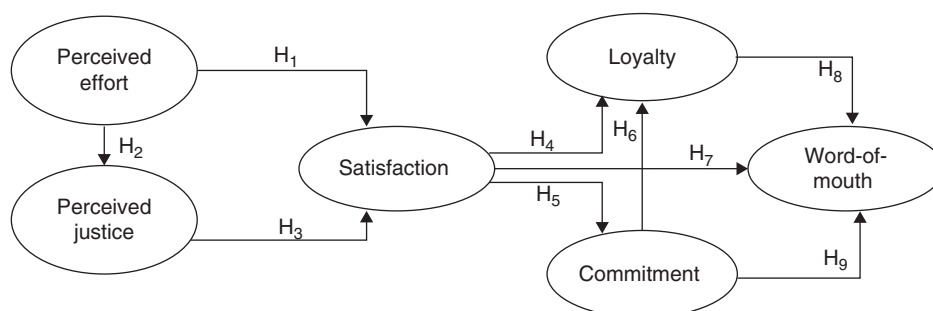 Perceived
effort
H1
H2
Perceived
justice
H3
Satisfaction
H4
H5
Loyalty
H6
H7
H8
Word-of-
mouth
Commitment
H9